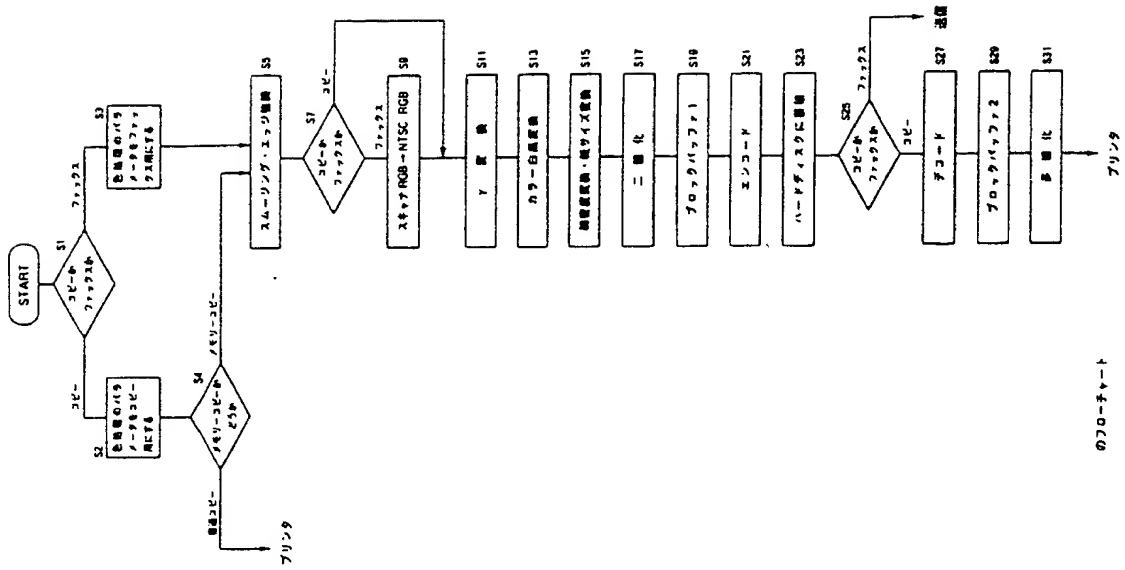 START
S1
コピーか
ファックスか
コピー
ファックス
S2
色処理のパラ
メータをコピー
用にする
S3
色処理のパラ
メータをファッ
クス用にする
S4
メモリーコピーか
どうか
普通コピー
メモリーコピー
プリンタ
S5
スムージング・エッジ強調
S7
コピーか
ファックスか
コピー
ファックス
S9
スキャナRGB→NTSC RGB
S11
γ変換
S13
カラー白黒変換
S15
線密度変換・紙サイズ変換
S17
二値化
S19
ブロックバッファ1
S21
エンコード
S23
ハードディスクに蓄積
S25
コピーか
ファックスか
ファックス
送信
コピー
S27
デコード
S29
ブロックバッファ2
S31
多値化
プリンタ
のフローチャート